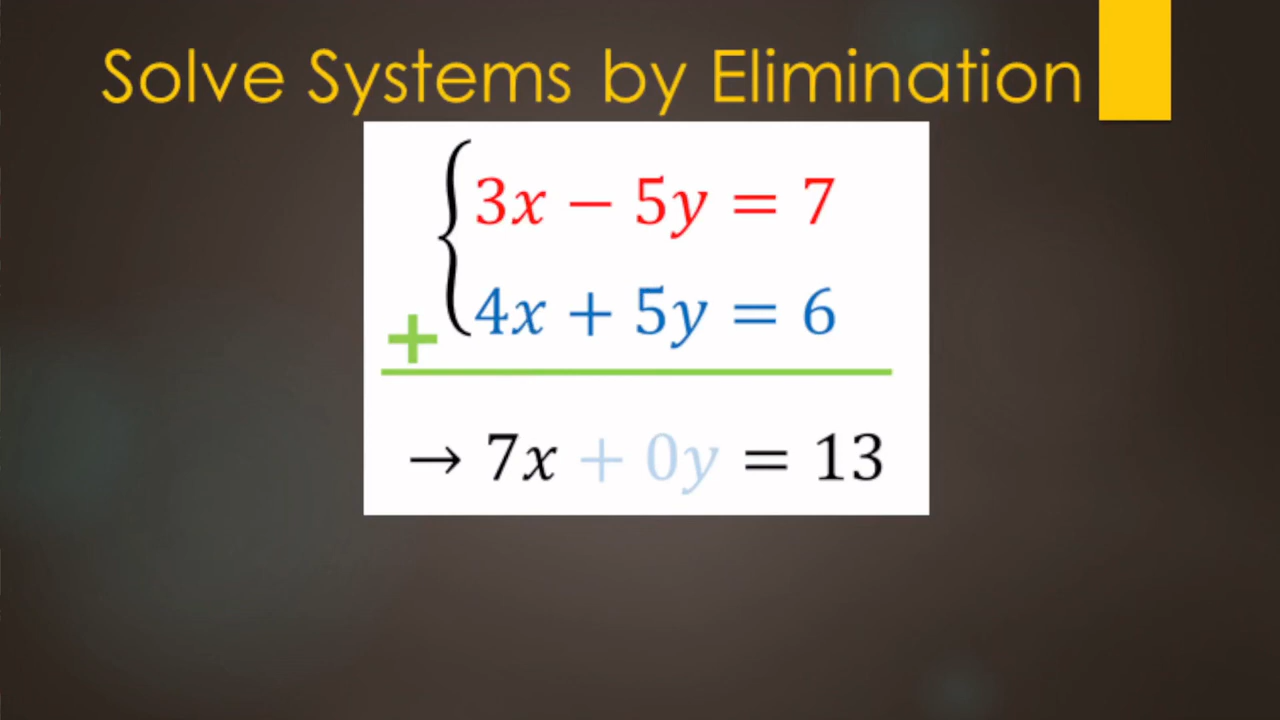 Solve Systems by Elimination
3x − 5y = 7
4x + 5y = 6
+
→ 7x + 0y = 13